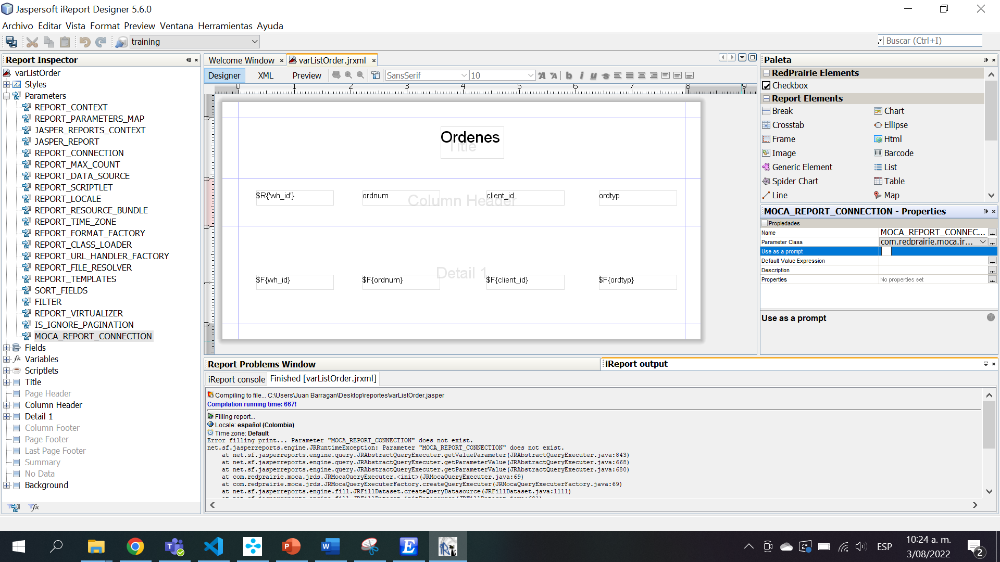 Jaspersoft iReport Designer 5.6.0
Archivo Editar Vista Format Preview Ventana Herramientas Ayuda
training
Buscar (Ctrl+I)
Report Inspector
varListOrder
Styles
Parameters
REPORT_CONTEXT
REPORT_PARAMETERS_MAP
JASPER_REPORTS_CONTEXT
JASPER_REPORT
REPORT_CONNECTION
REPORT_MAX_COUNT
REPORT_DATA_SOURCE
REPORT_SCRIPTLET
REPORT_LOCALE
REPORT_RESOURCE_BUNDLE
REPORT_TIME_ZONE
REPORT_FORMAT_FACTORY
REPORT_CLASS_LOADER
REPORT_URL_HANDLER_FACTORY
REPORT_FILE_RESOLVER
REPORT_TEMPLATES
SORT_FIELDS
FILTER
REPORT_VIRTUALIZER
IS_IGNORE_PAGINATION
MOCA_REPORT_CONNECTION
Fields
Variables
Scriptlets
Title
Page Header
Column Header
Detail 1
Column Footer
Page Footer
Last Page Footer
Summary
No Data
Background
Welcome Window
varListOrder.jrxml
Designer XML Preview SansSerif 10
0 1 2 3 4 5 6 7 8 9
Ordenes
Title
$R{'wh_id'} ordnum client_id ordtyp
Column Header
Detail 1
$F{wh_id} $F{ordnum} $F{client_id} $F{ordtyp}
Paleta
RedPrairie Elements
Checkbox
Report Elements
Break Chart
Crosstab Ellipse
Frame Html
Image Barcode
Generic Element List
Spider Chart Table
Line Map
MOCA_REPORT_CONNECTION - Properties
Propiedades
Name MOCA_REPORT_CONNEC...
Parameter Class com.redprairie.moca.jr...
Use as a prompt
Default Value Expression
Description
Properties No properties set
Use as a prompt
Report Problems Window
iReport output
iReport console Finished [varListOrder.jrxml]
Compiling to file... C:\Users\Juan Barragan\Desktop\reportes\varListOrder.jasper
Compilation running time: 667!
Filling report...
Locale: español (Colombia)
Time zone: Default
Error filling print... Parameter "MOCA_REPORT_CONNECTION" does not exist.
net.sf.jasperreports.engine.JRRuntimeException: Parameter "MOCA_REPORT_CONNECTION" does not exist.
at net.sf.jasperreports.engine.query.JRAbstractQueryExecuter.getValueParameter(JRAbstractQueryExecuter.java:843)
at net.sf.jasperreports.engine.query.JRAbstractQueryExecuter.getParameterValue(JRAbstractQueryExecuter.java:668)
at net.sf.jasperreports.engine.query.JRAbstractQueryExecuter.getParameterValue(JRAbstractQueryExecuter.java:680)
at com.redprairie.moca.jrds.JRMocaQueryExecuter.<init>(JRMocaQueryExecuter.java:69)
at com.redprairie.moca.jrds.JRMocaQueryExecuterFactory.createQueryExecuter(JRMocaQueryExecuterFactory.java:69)
at net.sf.jasperreports.engine.fill.JRFillDataset.createQueryDatasource(JRFillDataset.java:1111)
ESP
10:24 a. m.
3/08/2022
2